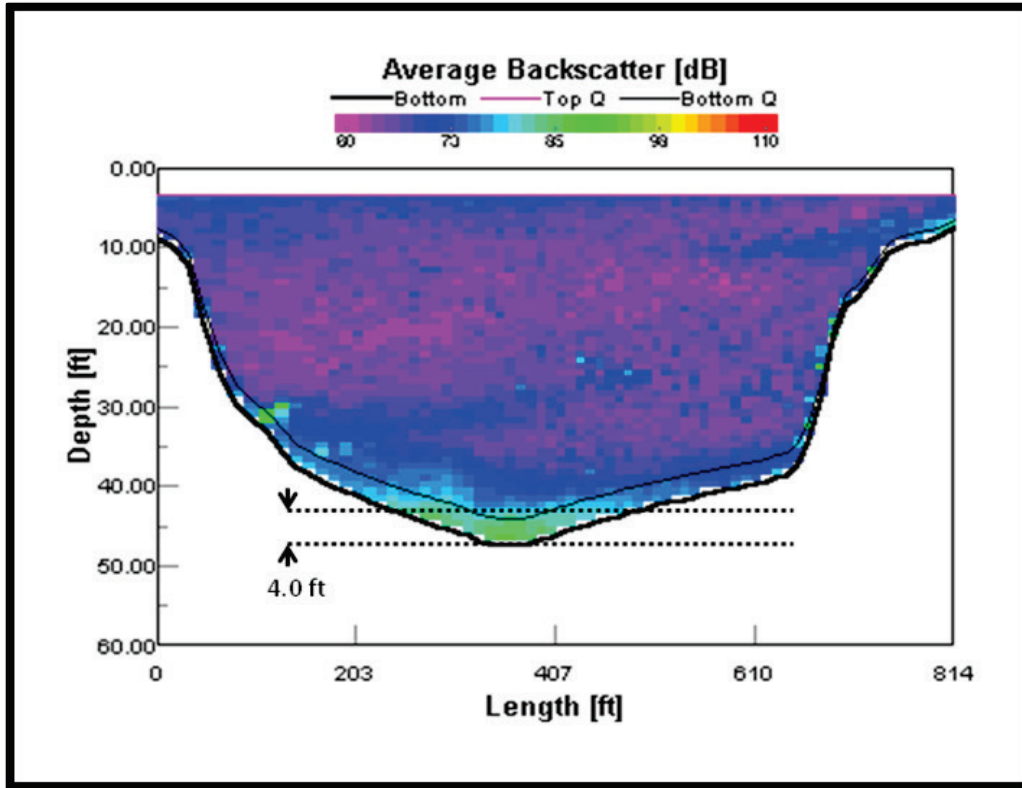 Average Backscatter [dB]
Bottom Top Q Bottom Q
60 73 85 98 110
0.00
10.00
20.00
30.00
40.00
50.00
60.00
Depth [ft]
4.0 ft
0 203 407 610 814
Length [ft]